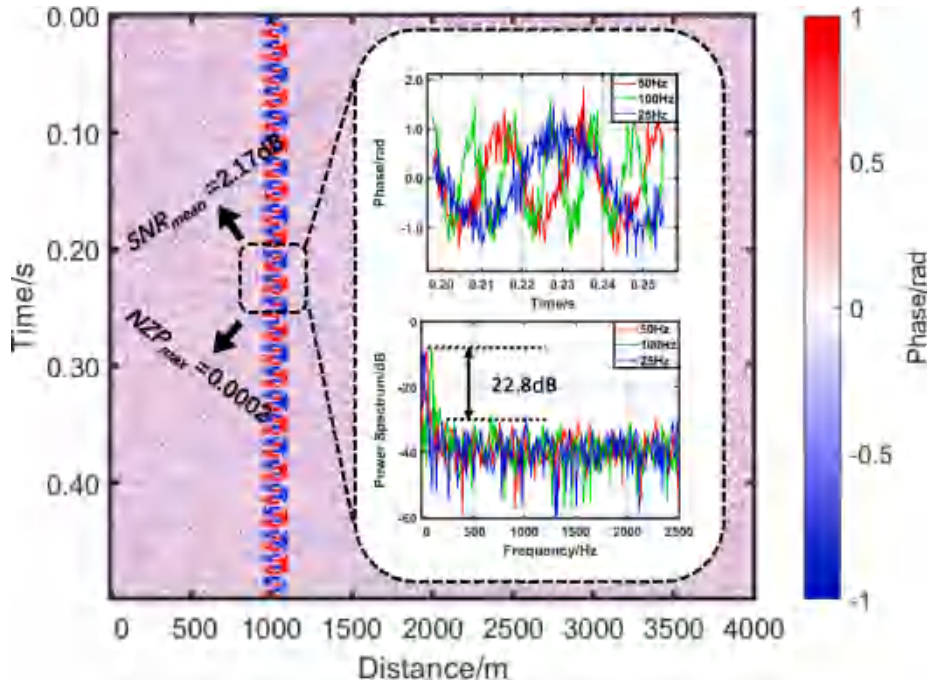 0.00
0.10
0.20
0.30
0.40
Time/s
0
500
1000
1500
2000
2500
3000
3500
4000
Distance/m
SNRmean =2.17dB
NZPmax =0.0002
2.0
1.0
0.0
-1.0
Phase/rad
50Hz
100Hz
25Hz
0.20
0.21
0.22
0.23
0.24
0.25
Time/s
0
-20
-40
-60
Power Spectrum/dB
50Hz
100Hz
25Hz
22.8dB
0
500
1000
1500
2000
2500
Frequency/Hz
1
0.5
0
-0.5
-1
Phase/rad